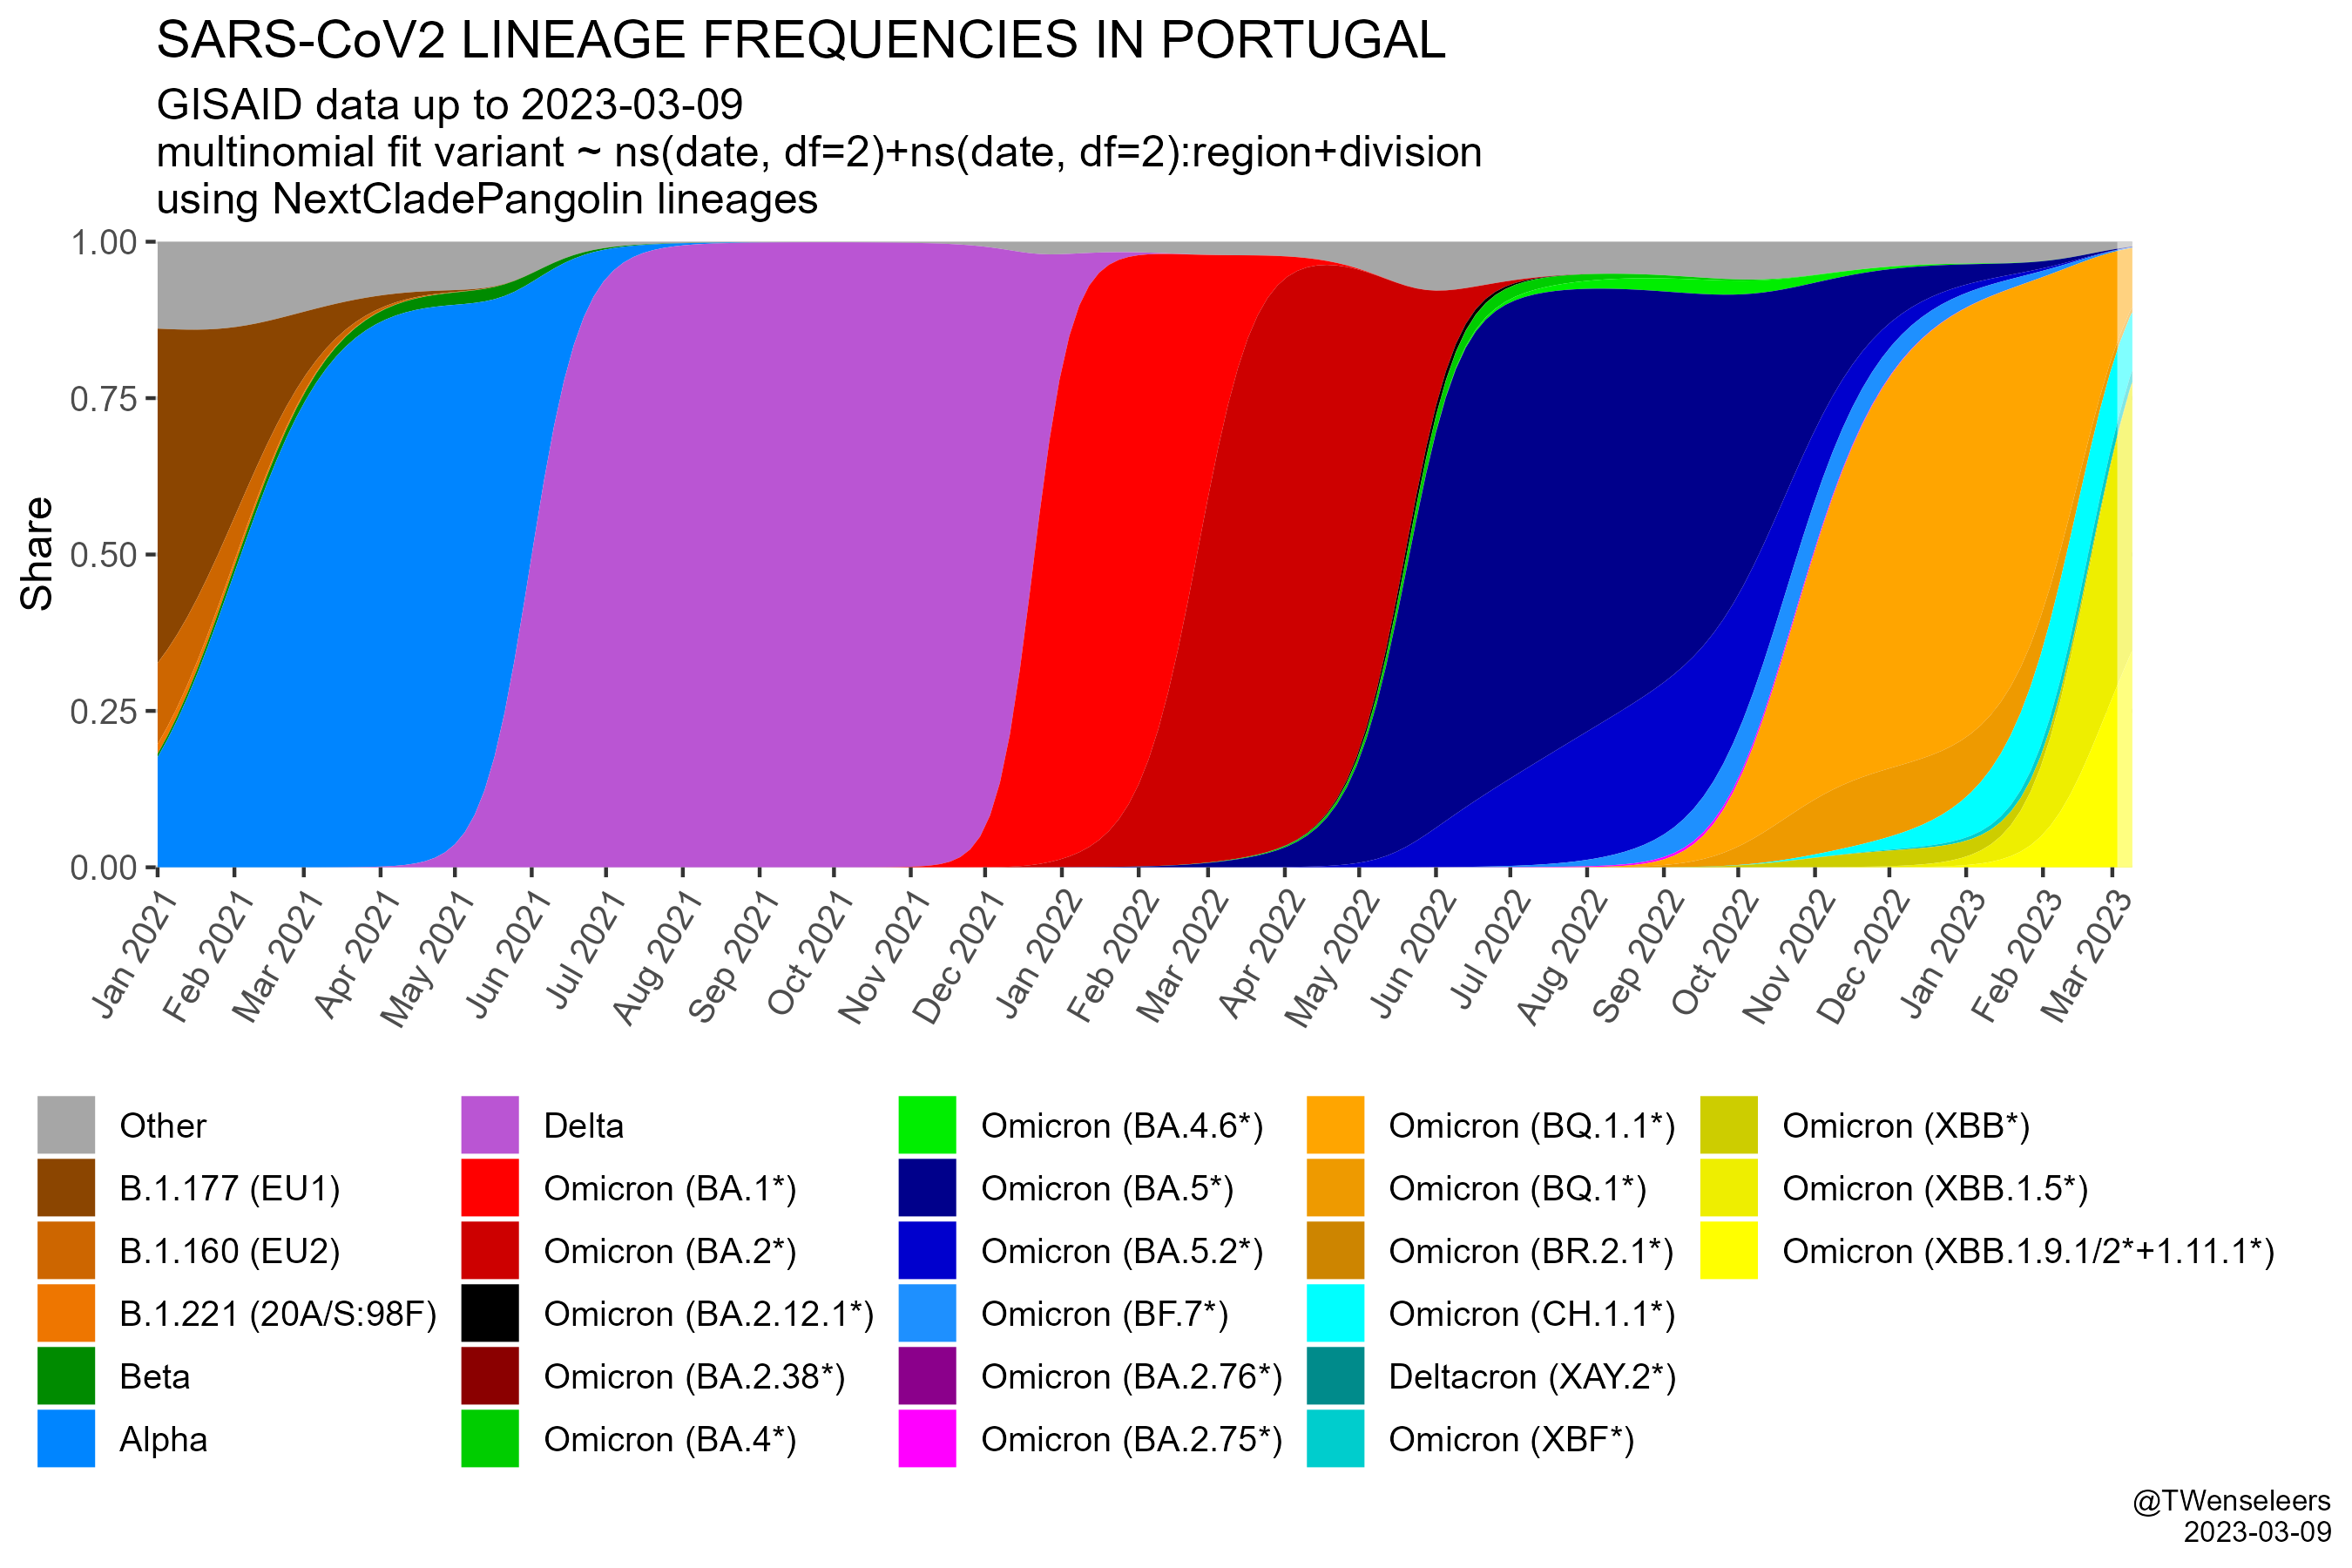 SARS-CoV2 LINEAGE FREQUENCIES IN PORTUGAL
GISAID data up to 2023-03-09
multinomial fit variant ~ ns(date, df=2)+ns(date, df=2):region+division
using NextCladePangolin lineages
1.00
0.75
0.50
0.25
0.00
Share
Jan 2021
Feb 2021
Mar 2021
Apr 2021
May 2021
Jun 2021
Jul 2021
Aug 2021
Sep 2021
Oct 2021
Nov 2021
Dec 2021
Jan 2022
Feb 2022
Mar 2022
Apr 2022
May 2022
Jun 2022
Jul 2022
Aug 2022
Sep 2022
Oct 2022
Nov 2022
Dec 2022
Jan 2023
Feb 2023
Mar 2023
Other
B.1.177 (EU1)
B.1.160 (EU2)
B.1.221 (20A/S:98F)
Beta
Alpha
Delta
Omicron (BA.1*)
Omicron (BA.2*)
Omicron (BA.2.12.1*)
Omicron (BA.2.38*)
Omicron (BA.4*)
Omicron (BA.4.6*)
Omicron (BA.5*)
Omicron (BA.5.2*)
Omicron (BF.7*)
Omicron (BA.2.76*)
Omicron (BA.2.75*)
Omicron (BQ.1.1*)
Omicron (BQ.1*)
Omicron (BR.2.1*)
Omicron (CH.1.1*)
Deltacron (XAY.2*)
Omicron (XBF*)
Omicron (XBB*)
Omicron (XBB.1.5*)
Omicron (XBB.1.9.1/2*+1.11.1*)
@TWenseleers
2023-03-09